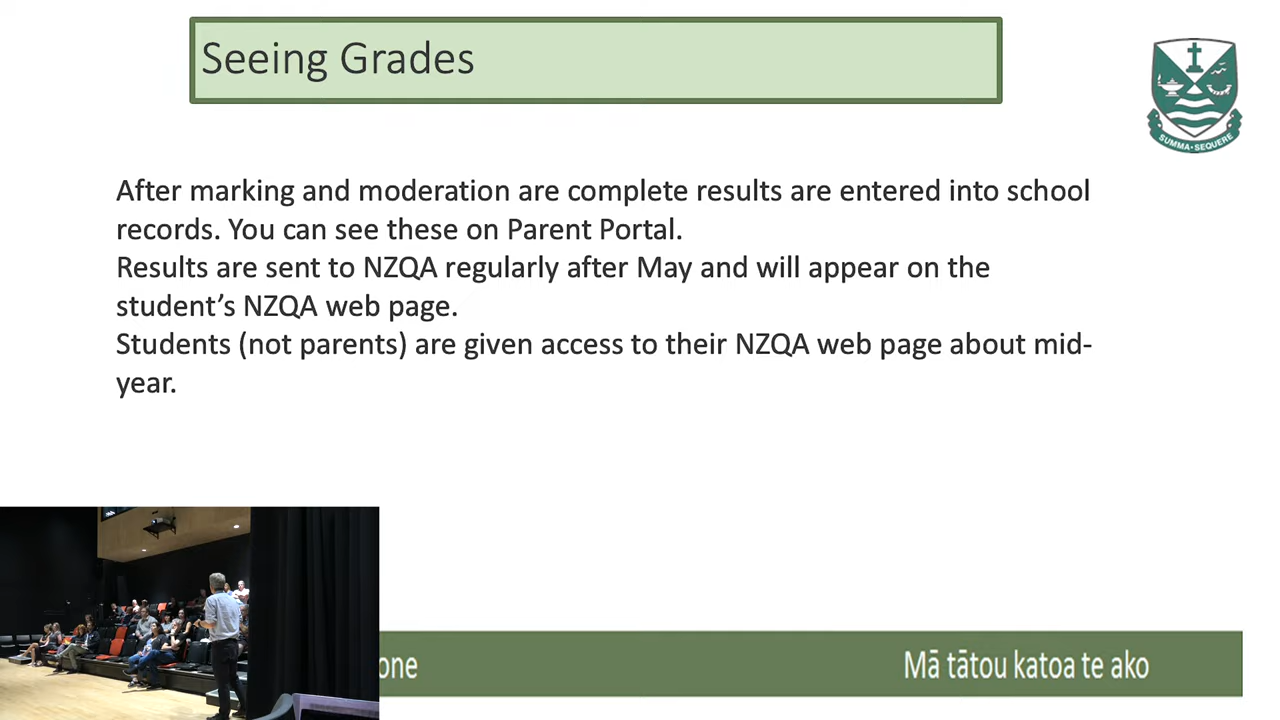 Seeing Grades
SUMMA • SEQUERE
After marking and moderation are complete results are entered into school
records. You can see these on Parent Portal.
Results are sent to NZQA regularly after May and will appear on the
student’s NZQA web page.
Students (not parents) are given access to their NZQA web page about mid-
year.
one
Mā tātou katoa te ako